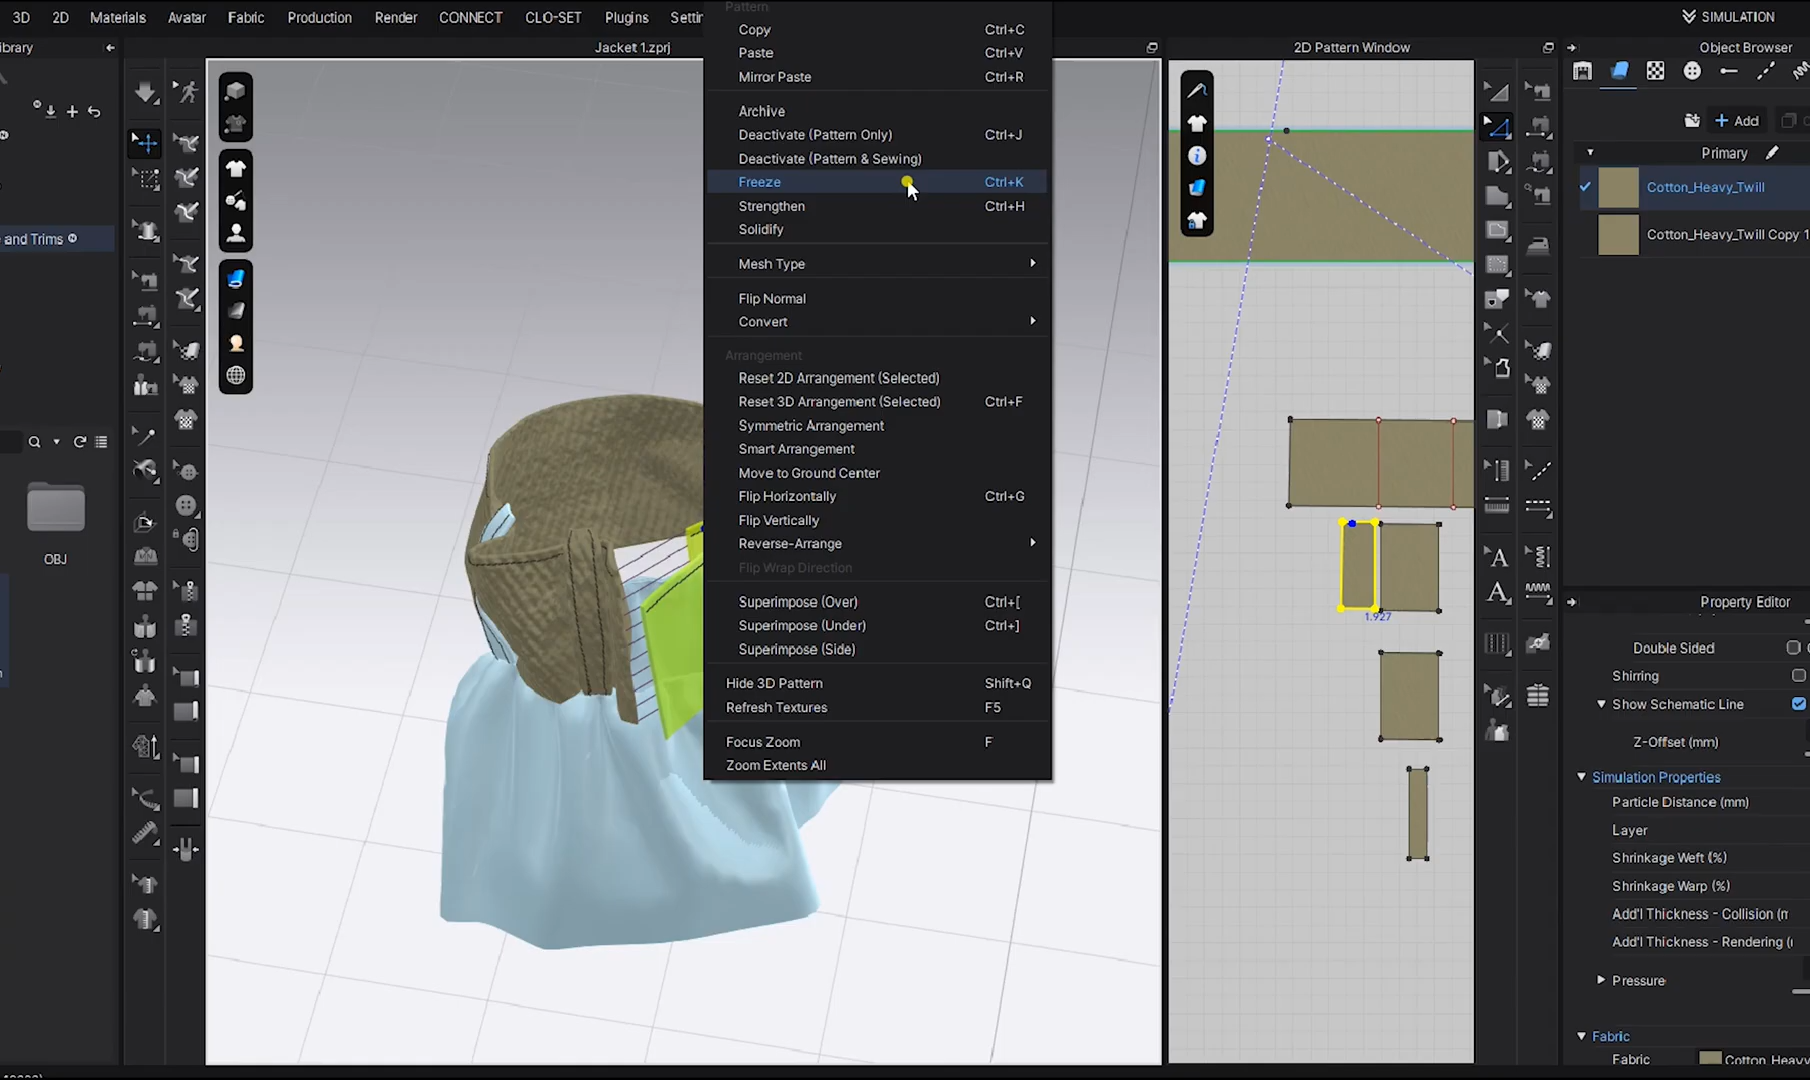 3D 2D Materials Avatar Fabric Production Render CONNECT CLO-SET Plugins Setti SIMULATION
ibrary
Jacket 1.zprj
2D Pattern Window
Object Browser
Pattern
Copy Ctrl+C
Paste Ctrl+V
Mirror Paste Ctrl+R
Archive
Deactivate (Pattern Only) Ctrl+J
Deactivate (Pattern & Sewing)
Freeze Ctrl+K
Strengthen Ctrl+H
Solidify
Mesh Type
Flip Normal
Convert
Arrangement
Reset 2D Arrangement (Selected)
Reset 3D Arrangement (Selected) Ctrl+F
Symmetric Arrangement
Smart Arrangement
Move to Ground Center
Flip Horizontally Ctrl+G
Flip Vertically
Reverse-Arrange
Flip Wrap Direction
Superimpose (Over) Ctrl+[
Superimpose (Under) Ctrl+]
Superimpose (Side)
Hide 3D Pattern Shift+Q
Refresh Textures F5
Focus Zoom F
Zoom Extents All
and Trims
OBJ
1.927
A
A
+ Add
Primary
Cotton_Heavy_Twill
Cotton_Heavy_Twill Copy 1
Property Editor
Double Sided
Shirring
Show Schematic Line
Z-Offset (mm)
Simulation Properties
Particle Distance (mm)
Layer
Shrinkage Weft (%)
Shrinkage Warp (%)
Add'l Thickness - Collision (m
Add'l Thickness - Rendering (
Pressure
Fabric
Fabric Cotton_Heavy